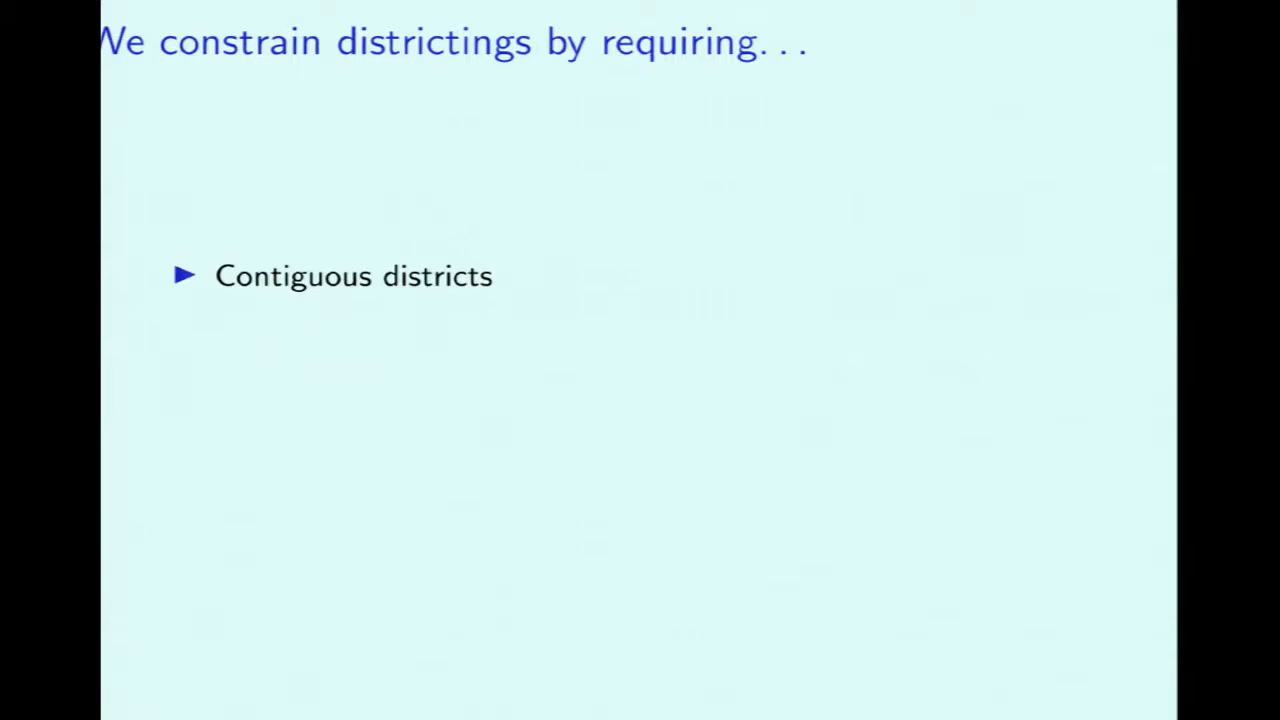 We constrain districtings by requiring. . .
▶ Contiguous districts